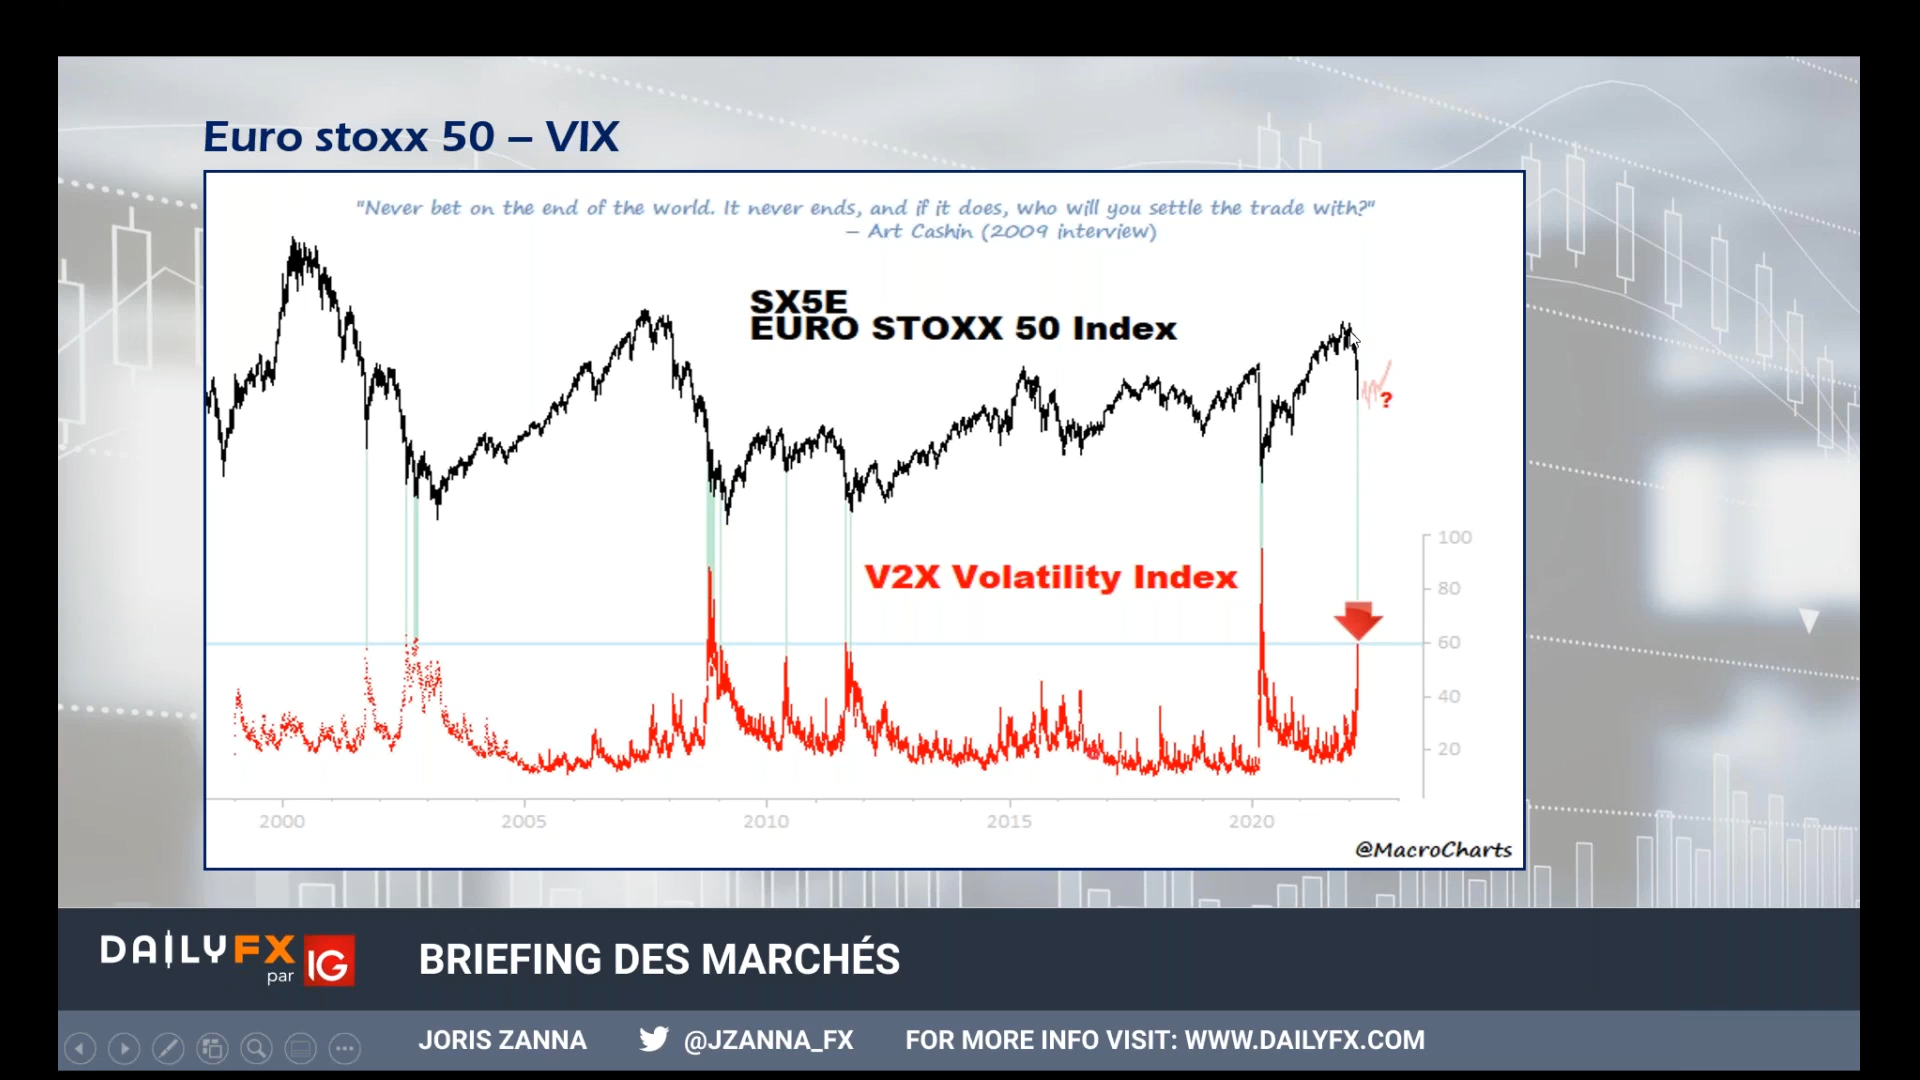 Euro stoxx 50 – VIX
"Never bet on the end of the world. It never ends, and if it does, who will you settle the trade with?"
– Art Cashin (2009 interview)
SX5E
EURO STOXX 50 Index
?
V2X Volatility Index
100
80
60
40
20
2000 2005 2010 2015 2020
@MacroCharts
DAILYFX
par IG
BRIEFING DES MARCHÉS
JORIS ZANNA @JZANNA_FX FOR MORE INFO VISIT: WWW.DAILYFX.COM